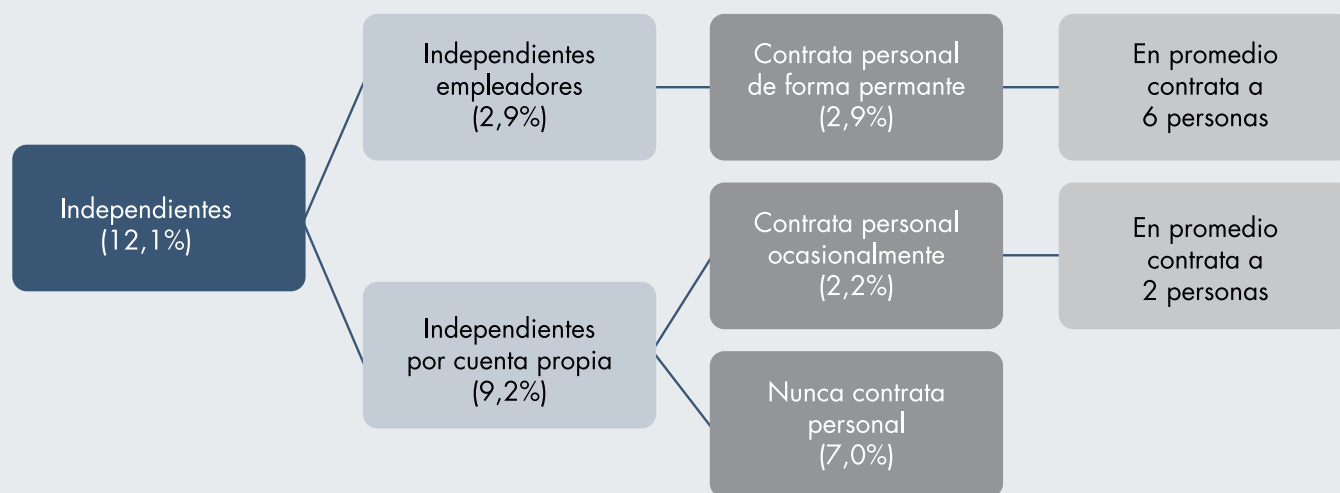 Independientes
(12,1%)
Independientes
empleadores
(2,9%)
Contrata personal
de forma permante
(2,9%)
En promedio
contrata a
6 personas
Independientes
por cuenta propia
(9,2%)
Contrata personal
ocasionalmente
(2,2%)
En promedio
contrata a
2 personas
Nunca contrata
personal
(7,0%)